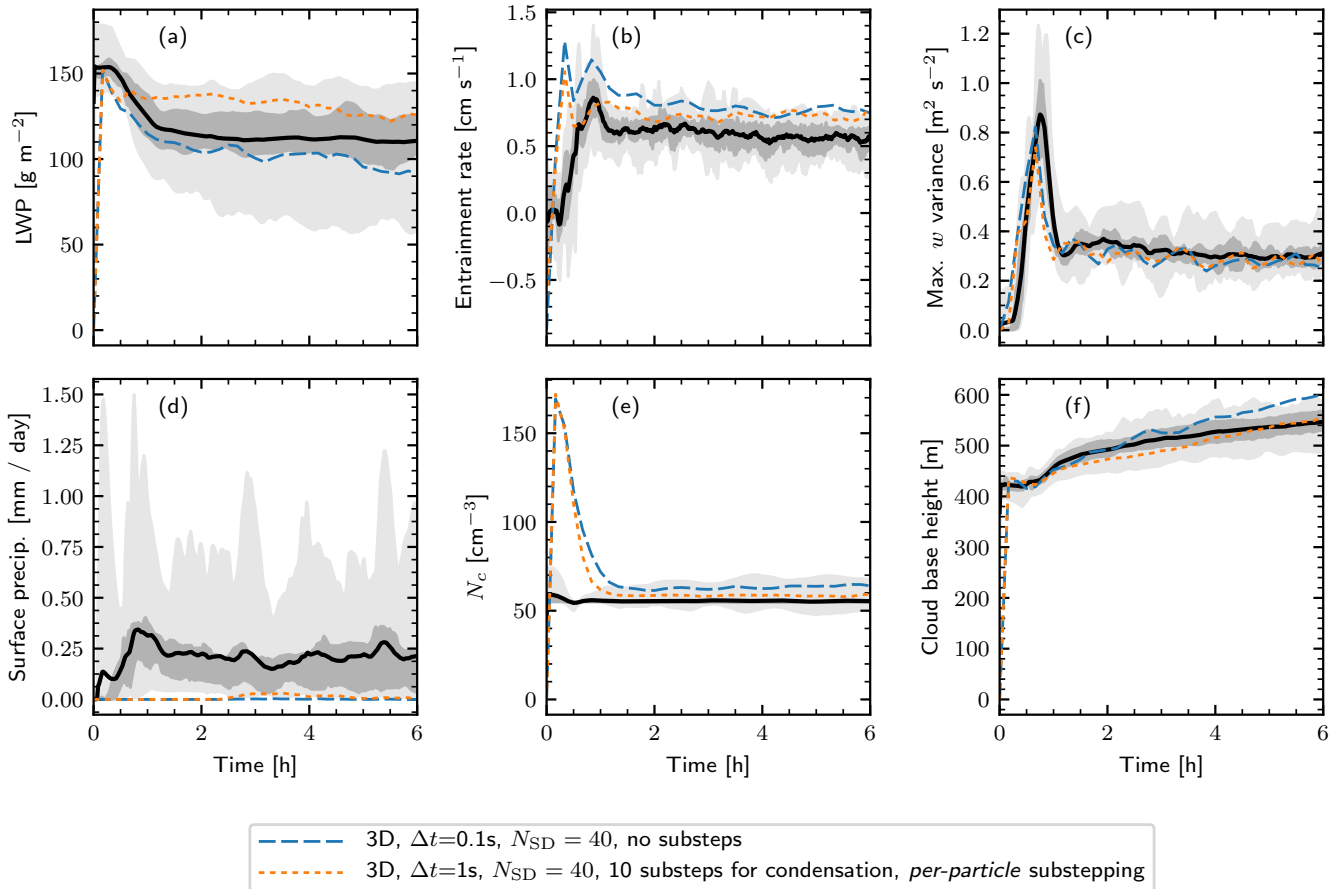 (a)
LWP [g m⁻²]
150
100
50
0
(b)
Entrainment rate [cm s⁻¹]
1.5
1.0
0.5
0.0
−0.5
(c)
Max. w variance [m² s⁻²]
1.2
1.0
0.8
0.6
0.4
0.2
0.0
(d)
Surface precip. [mm / day]
1.50
1.25
1.00
0.75
0.50
0.25
0.00
0 2 4 6
Time [h]
(e)
N_c [cm⁻³]
150
100
50
0
0 2 4 6
Time [h]
(f)
Cloud base height [m]
600
500
400
300
200
100
0
0 2 4 6
Time [h]
3D, Δt=0.1s, N_SD = 40, no substeps
3D, Δt=1s, N_SD = 40, 10 substeps for condensation, per-particle substepping